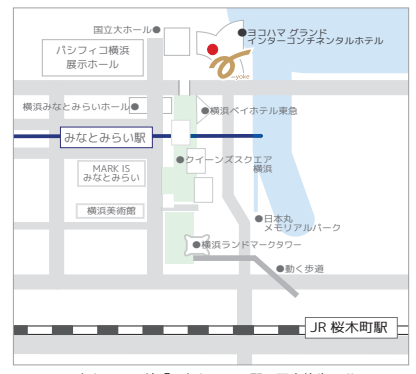 国立大ホール
ヨコハマ グランド
インターコンチネンタルホテル
パシフィコ横浜
展示ホール
yoke
横浜みなとみらいホール
横浜ベイホテル東急
みなとみらい駅
MARK IS
みなとみらい
クイーンズスクエア
横浜
横浜美術館
日本丸
メモリアルパーク
横浜ランドマークタワー
動く歩道
JR 桜木町駅